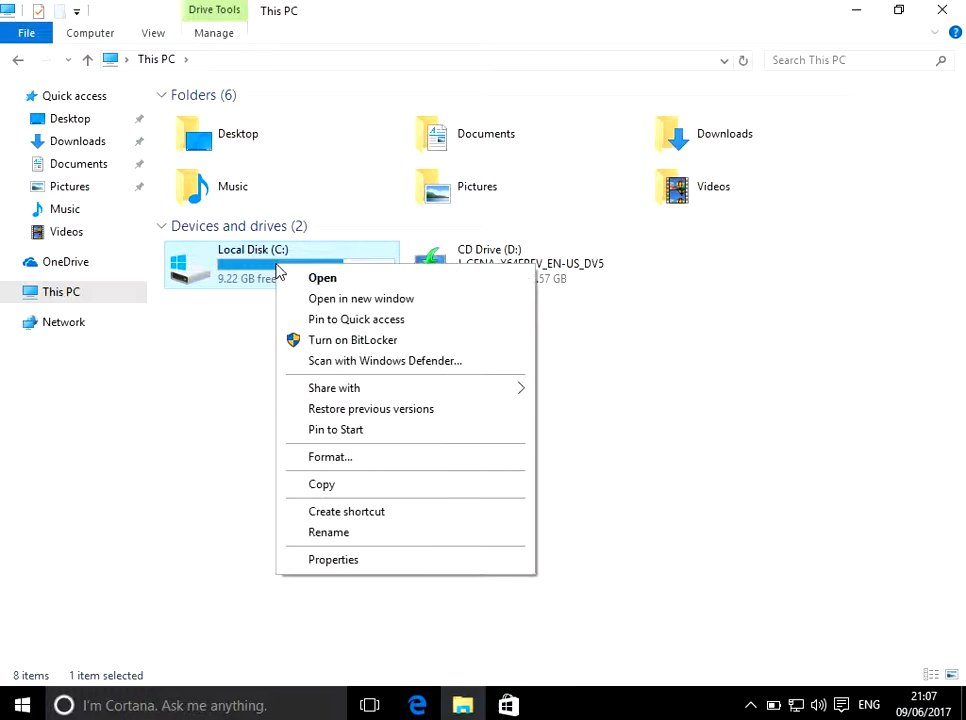 Drive Tools
This PC
File
Computer
View
Manage
This PC
Search This PC
Quick access
Desktop
Downloads
Documents
Pictures
Music
Videos
OneDrive
This PC
Network
Folders (6)
Desktop
Documents
Downloads
Music
Pictures
Videos
Devices and drives (2)
Local Disk (C:)
9.22 GB free
CD Drive (D:)
_X64FREV_EN-US_DV5
.57 GB
Open
Open in new window
Pin to Quick access
Turn on BitLocker
Scan with Windows Defender...
Share with
Restore previous versions
Pin to Start
Format...
Copy
Create shortcut
Rename
Properties
8 items
1 item selected
I'm Cortana. Ask me anything.
ENG
21:07
09/06/2017